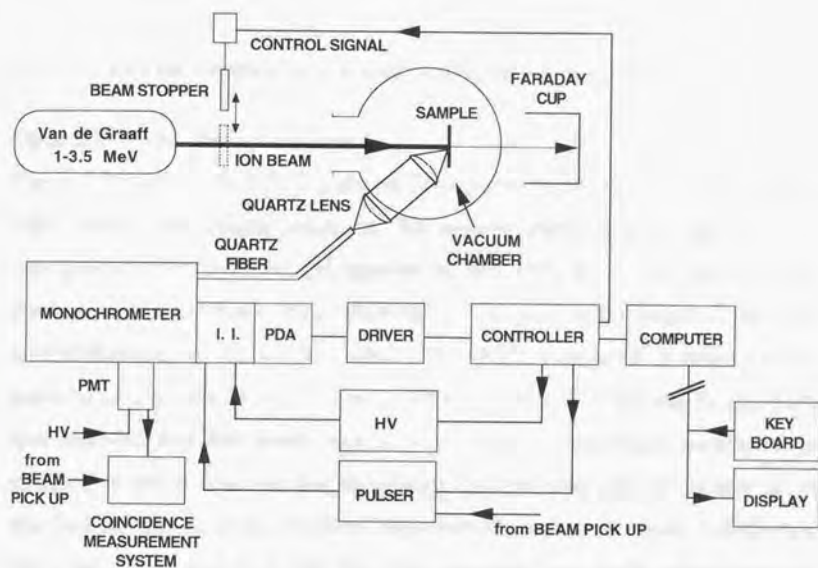 CONTROL SIGNAL
BEAM STOPPER
FARADAY
CUP
SAMPLE
Van de Graaff
1-3.5 MeV
ION BEAM
QUARTZ LENS
QUARTZ
FIBER
VACUUM
CHAMBER
MONOCHROMETER
I. I.
PDA
DRIVER
CONTROLLER
COMPUTER
PMT
HV
HV
KEY
BOARD
from
BEAM
PICK UP
PULSER
DISPLAY
from BEAM PICK UP
COINCIDENCE
MEASUREMENT
SYSTEM